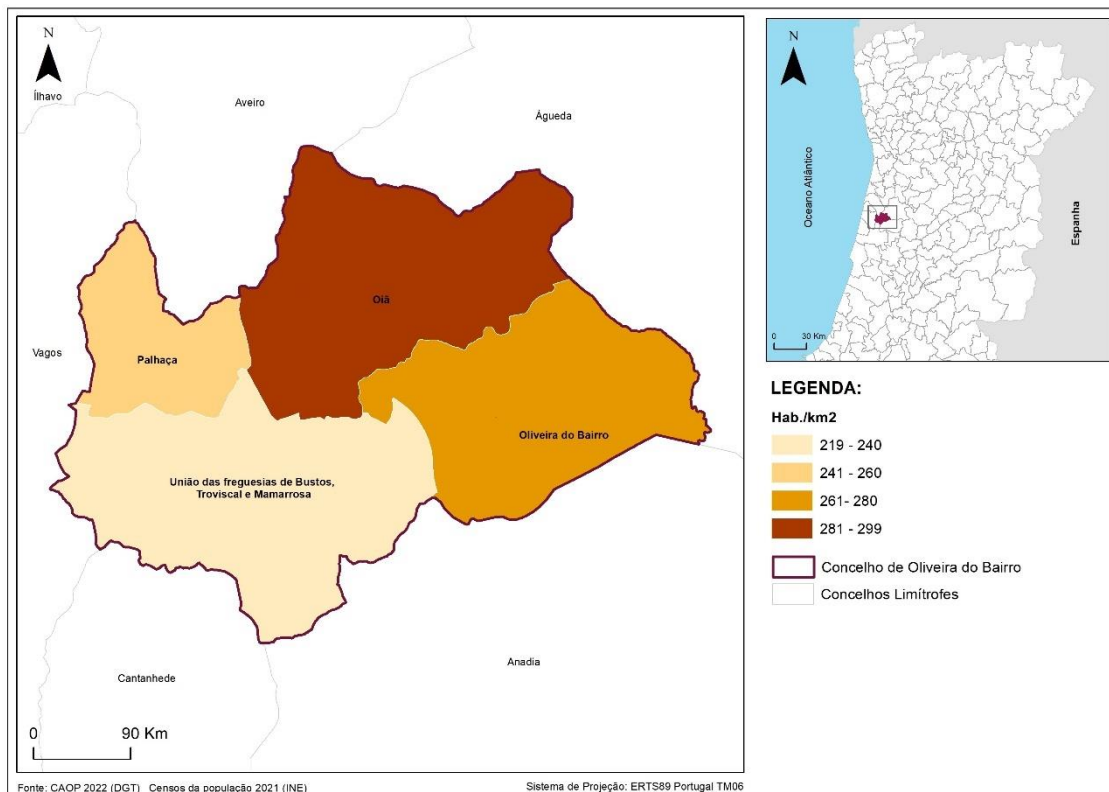 N
Ílhavo
Aveiro
Águeda
Oiã
Palhaça
Vagos
Oliveira do Bairro
União das freguesias de Bustos,
Troviscal e Mamarrosa
Anadia
Cantanhede
0 90 Km
Fonte: CAOP 2022 (DGT) Censos da população 2021 (INE)
Sistema de Projeção: ERTS89 Portugal TM06
N
Oceano Atlântico
Espanha
0 30 Km
LEGENDA:
Hab./km2
219 - 240
241 - 260
261- 280
281 - 299
Concelho de Oliveira do Bairro
Concelhos Limítrofes